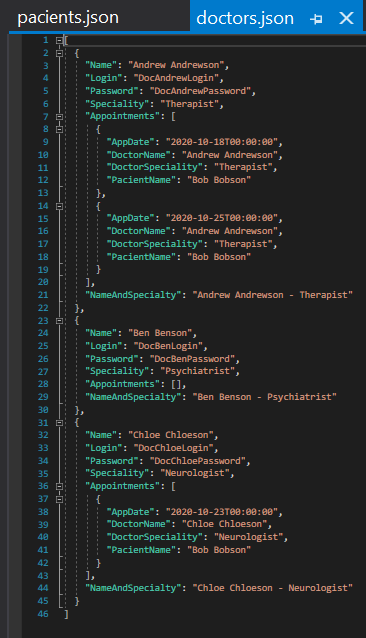 pacients.json
doctors.json
1 [
2 {
3 "Name": "Andrew Andrewson",
4 "Login": "DocAndrewLogin",
5 "Password": "DocAndrewPassword",
6 "Speciality": "Therapist",
7 "Appointments": [
8 {
9 "AppDate": "2020-10-18T00:00:00",
10 "DoctorName": "Andrew Andrewson",
11 "DoctorSpeciality": "Therapist",
12 "PacientName": "Bob Bobson"
13 },
14 {
15 "AppDate": "2020-10-25T00:00:00",
16 "DoctorName": "Andrew Andrewson",
17 "DoctorSpeciality": "Therapist",
18 "PacientName": "Bob Bobson"
19 }
20 ],
21 "NameAndSpecialty": "Andrew Andrewson - Therapist"
22 },
23 {
24 "Name": "Ben Benson",
25 "Login": "DocBenLogin",
26 "Password": "DocBenPassword",
27 "Speciality": "Psychiatrist",
28 "Appointments": [],
29 "NameAndSpecialty": "Ben Benson - Psychiatrist"
30 },
31 {
32 "Name": "Chloe Chloeson",
33 "Login": "DocChloeLogin",
34 "Password": "DocChloePassword",
35 "Speciality": "Neurologist",
36 "Appointments": [
37 {
38 "AppDate": "2020-10-23T00:00:00",
39 "DoctorName": "Chloe Chloeson",
40 "DoctorSpeciality": "Neurologist",
41 "PacientName": "Bob Bobson"
42 }
43 ],
44 "NameAndSpecialty": "Chloe Chloeson - Neurologist"
45 }
46 ]